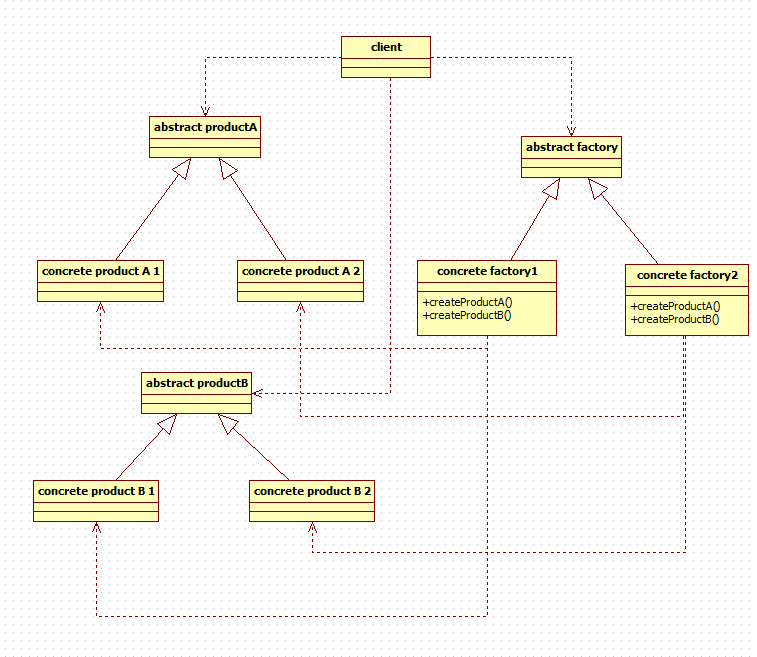 client
abstract productA
abstract factory
concrete product A 1
concrete product A 2
concrete factory1
+createProductA()
+createProductB()
concrete factory2
+createProductA()
+createProductB()
abstract productB
concrete product B 1
concrete product B 2